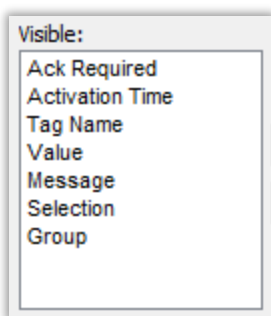 Visible:
Ack Required
Activation Time
Tag Name
Value
Message
Selection
Group